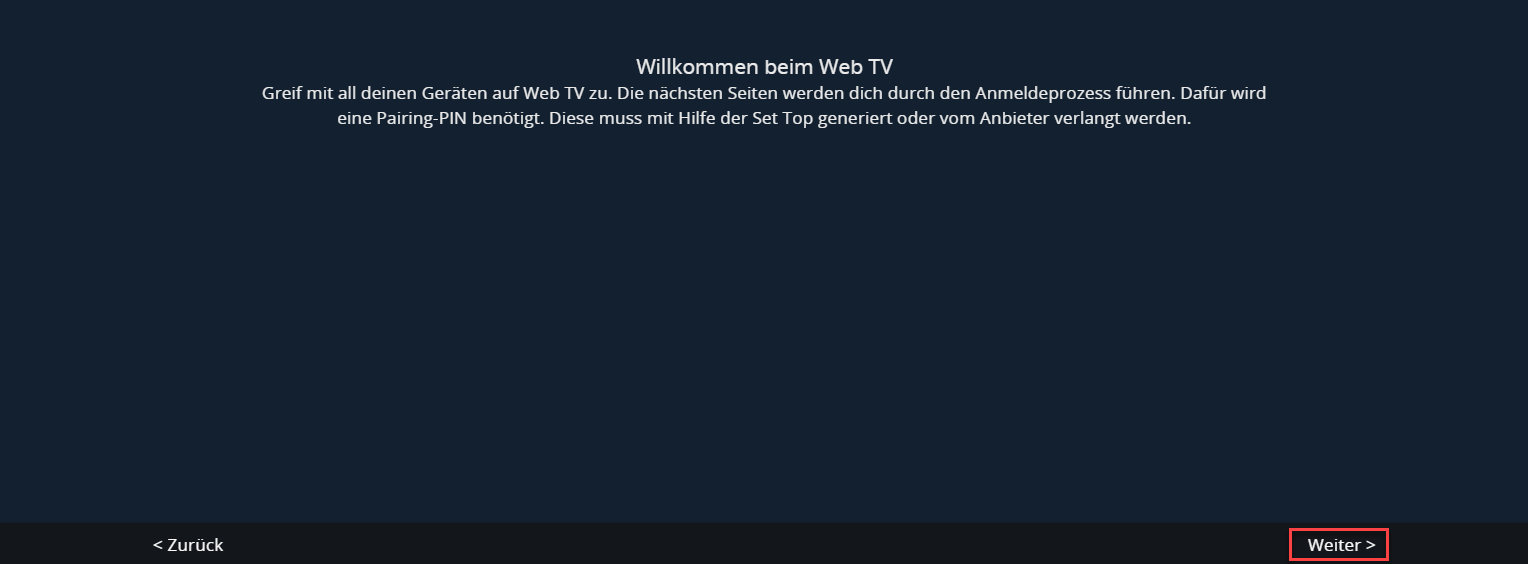 Willkommen beim Web TV
Greif mit all deinen Geräten auf Web TV zu. Die nächsten Seiten werden dich durch den Anmeldeprozess führen. Dafür wird
eine Pairing-PIN benötigt. Diese muss mit Hilfe der Set Top generiert oder vom Anbieter verlangt werden.
< Zurück
Weiter >